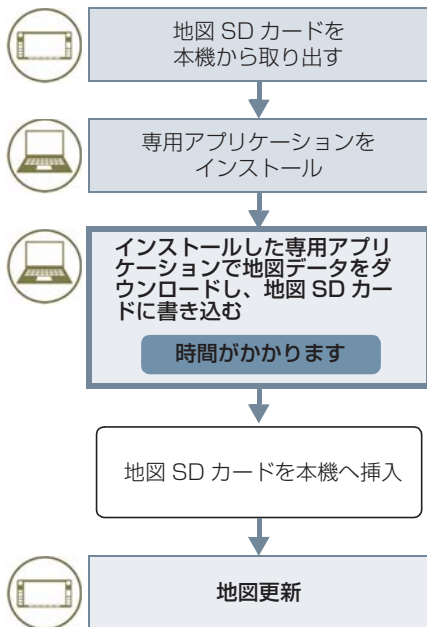 地図 SD カードを
本機から取り出す
専用アプリケーションを
インストール
インストールした専用アプリ
ケーションで地図データをダ
ウンロードし、地図 SD カー
ドに書き込む
時間がかかります
地図 SD カードを本機へ挿入
地図更新